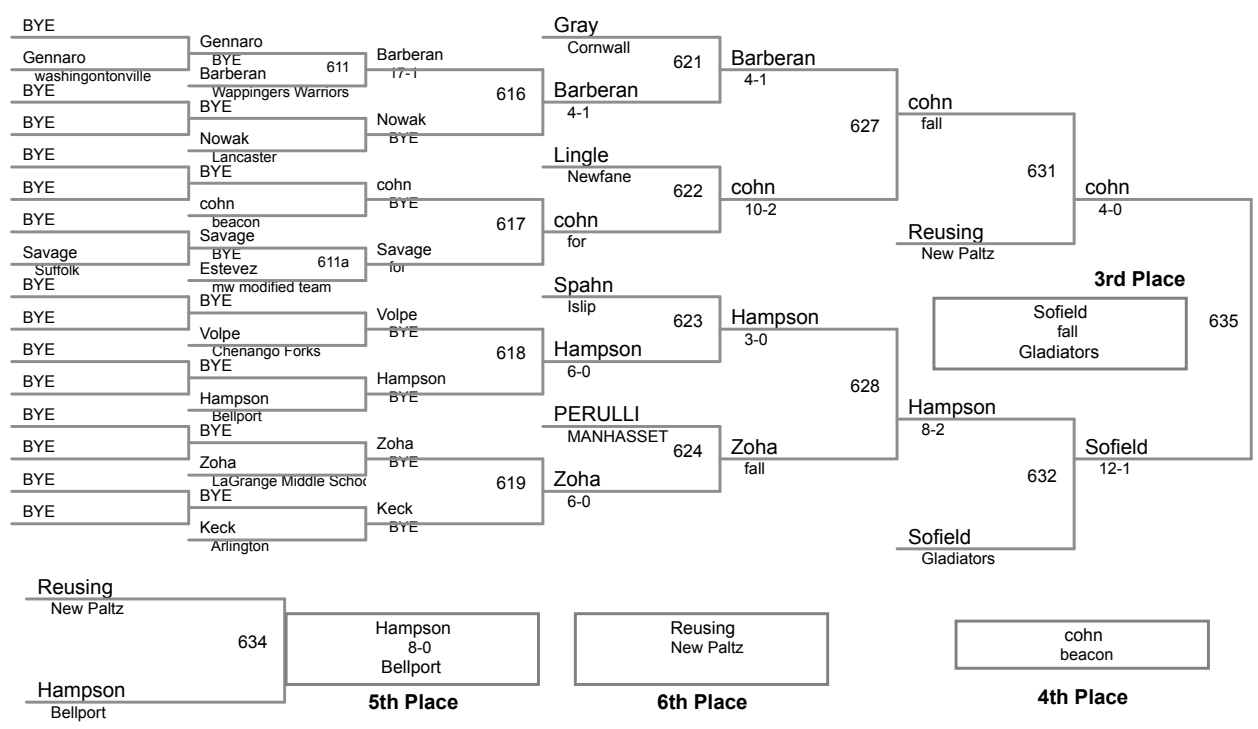 BYE
Gennaro
washingontonville
BYE
BYE
BYE
BYE
BYE
Savage
Suffolk
BYE
BYE
BYE
BYE
BYE
BYE
BYE
BYE
Gennaro
BYE
611
Barberan
Wappingers Warriors
BYE
Nowak
Lancaster
BYE
cohn
beacon
Savage
BYE
611a
Estevez
mw modified team
BYE
Volpe
Chenango Forks
BYE
Hampson
Bellport
BYE
Zoha
LaGrange Middle Schoo
BYE
Keck
Arlington
Barberan
17-1
616
Nowak
BYE
cohn
BYE
617
Savage
for
Volpe
BYE
618
Hampson
BYE
Zoha
BYE
619
Keck
BYE
Gray
Cornwall
621
Barberan
4-1
Lingle
Newfane
622
cohn
for
Spahn
Islip
623
Hampson
6-0
PERULLI
MANHASSET
624
Zoha
6-0
Barberan
4-1
627
cohn
10-2
Hampson
3-0
628
Zoha
fall
cohn
fall
631
Reusing
New Paltz
Hampson
8-2
632
Sofield
Gladiators
cohn
4-0
635
Sofield
12-1
3rd Place
Sofield
fall
Gladiators
Reusing
New Paltz
634
Hampson
Bellport
Hampson
8-0
Bellport
5th Place
Reusing
New Paltz
6th Place
cohn
beacon
4th Place